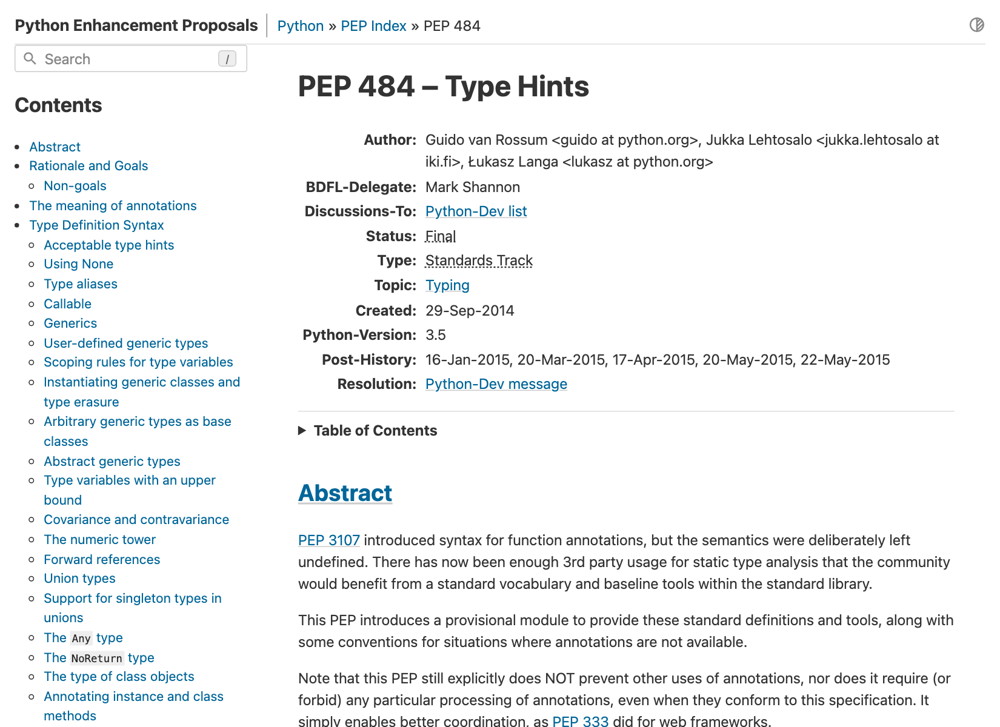 Python Enhancement Proposals
Python » PEP Index » PEP 484
Search
/
Contents
Abstract
Rationale and Goals
Non-goals
The meaning of annotations
Type Definition Syntax
Acceptable type hints
Using None
Type aliases
Callable
Generics
User-defined generic types
Scoping rules for type variables
Instantiating generic classes and
type erasure
Arbitrary generic types as base
classes
Abstract generic types
Type variables with an upper
bound
Covariance and contravariance
The numeric tower
Forward references
Union types
Support for singleton types in
unions
The Any type
The NoReturn type
The type of class objects
Annotating instance and class
methods
PEP 484 – Type Hints
Author: Guido van Rossum <guido at python.org>, Jukka Lehtosalo <jukka.lehtosalo at
iki.fi>, Łukasz Langa <lukasz at python.org>
BDFL-Delegate: Mark Shannon
Discussions-To: Python-Dev list
Status: Final
Type: Standards Track
Topic: Typing
Created: 29-Sep-2014
Python-Version: 3.5
Post-History: 16-Jan-2015, 20-Mar-2015, 17-Apr-2015, 20-May-2015, 22-May-2015
Resolution: Python-Dev message
Table of Contents
Abstract
PEP 3107 introduced syntax for function annotations, but the semantics were deliberately left
undefined. There has now been enough 3rd party usage for static type analysis that the community
would benefit from a standard vocabulary and baseline tools within the standard library.
This PEP introduces a provisional module to provide these standard definitions and tools, along with
some conventions for situations where annotations are not available.
Note that this PEP still explicitly does NOT prevent other uses of annotations, nor does it require (or
forbid) any particular processing of annotations, even when they conform to this specification. It
simply enables better coordination, as PEP 333 did for web frameworks.